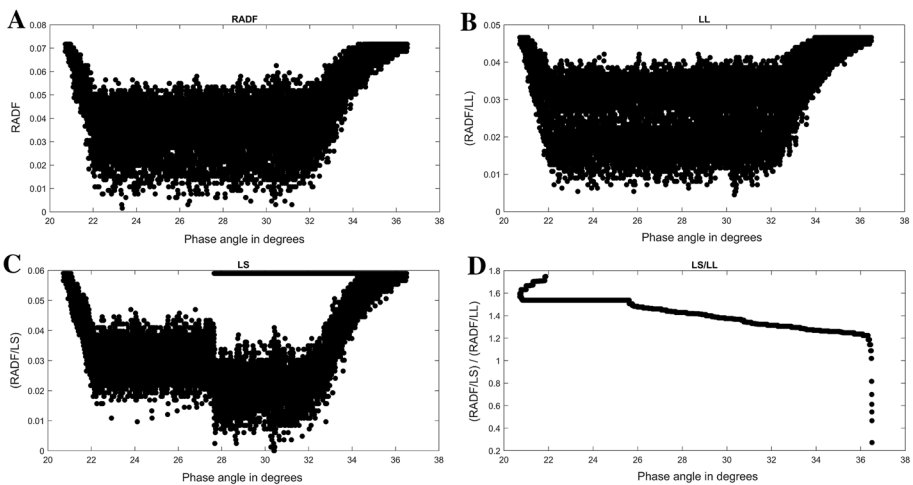 A
RADF
0.08
0.07
0.06
0.05
0.04
0.03
0.02
0.01
0
RADF
20 22 24 26 28 30 32 34 36 38
Phase angle in degrees
B
LL
0.05
0.04
0.03
0.02
0.01
0
(RADF/LL)
20 22 24 26 28 30 32 34 36 38
Phase angle in degrees
C
LS
0.06
0.05
0.04
0.03
0.02
0.01
0
(RADF/LS)
20 22 24 26 28 30 32 34 36 38
Phase angle in degrees
D
LS/LL
1.8
1.6
1.4
1.2
1
0.8
0.6
0.4
0.2
(RADF/LS) / (RADF/LL)
20 22 24 26 28 30 32 34 36 38
Phase angle in degrees